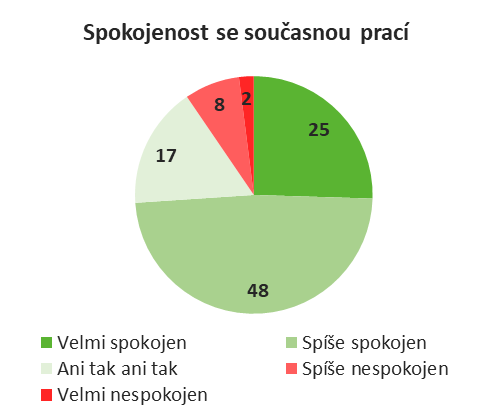 Spokojenost se současnou prací
2
8
25
17
48
Velmi spokojen
Spíše spokojen
Ani tak ani tak
Spíše nespokojen
Velmi nespokojen